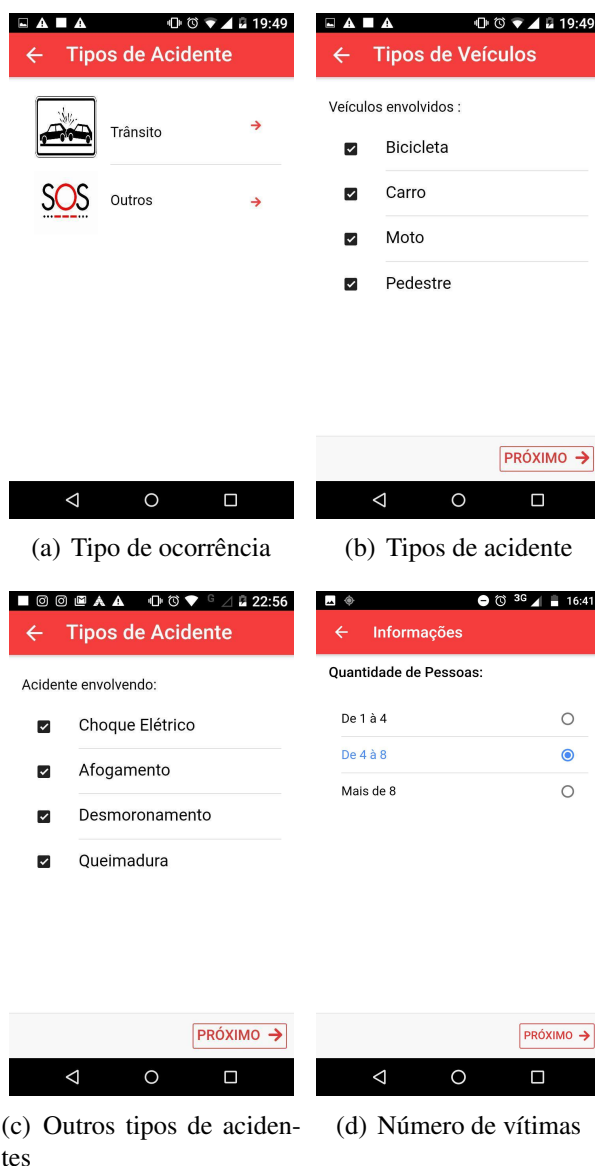 19:49
Tipos de Acidente
Trânsito
SOS
Outros
(a) Tipo de ocorrência
19:49
Tipos de Veículos
Veículos envolvidos :
Bicicleta
Carro
Moto
Pedestre
PRÓXIMO
(b) Tipos de acidente
G 22:56
Tipos de Acidente
Acidente envolvendo:
Choque Elétrico
Afogamento
Desmoronamento
Queimadura
PRÓXIMO
(c) Outros tipos de aciden-
tes
3G 16:41
Informações
Quantidade de Pessoas:
De 1 à 4
De 4 à 8
Mais de 8
PRÓXIMO
(d) Número de vítimas